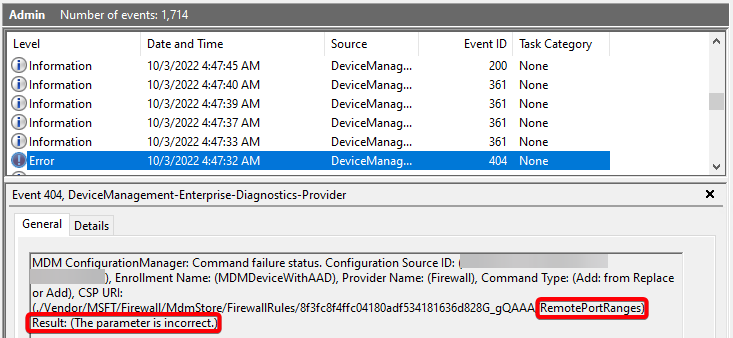 Admin Number of events: 1,714
Level Date and Time Source Event ID Task Category
Information 10/3/2022 4:47:45 AM DeviceManag... 200 None
Information 10/3/2022 4:47:40 AM DeviceManag... 361 None
Information 10/3/2022 4:47:39 AM DeviceManag... 361 None
Information 10/3/2022 4:47:37 AM DeviceManag... 361 None
Information 10/3/2022 4:47:33 AM DeviceManag... 361 None
Error 10/3/2022 4:47:32 AM DeviceManag... 404 None
Event 404, DeviceManagement-Enterprise-Diagnostics-Provider
General Details
MDM ConfigurationManager: Command failure status. Configuration Source ID: (
), Enrollment Name: (MDMDeviceWithAAD), Provider Name: (Firewall), Command Type: (Add: from Replace
or Add), CSP URI:
(./Vendor/MSFT/Firewall/MdmStore/FirewallRules/8f3fc8f4ffc04180adf534181636d828G_gQAAA/RemotePortRanges)
Result: (The parameter is incorrect.)